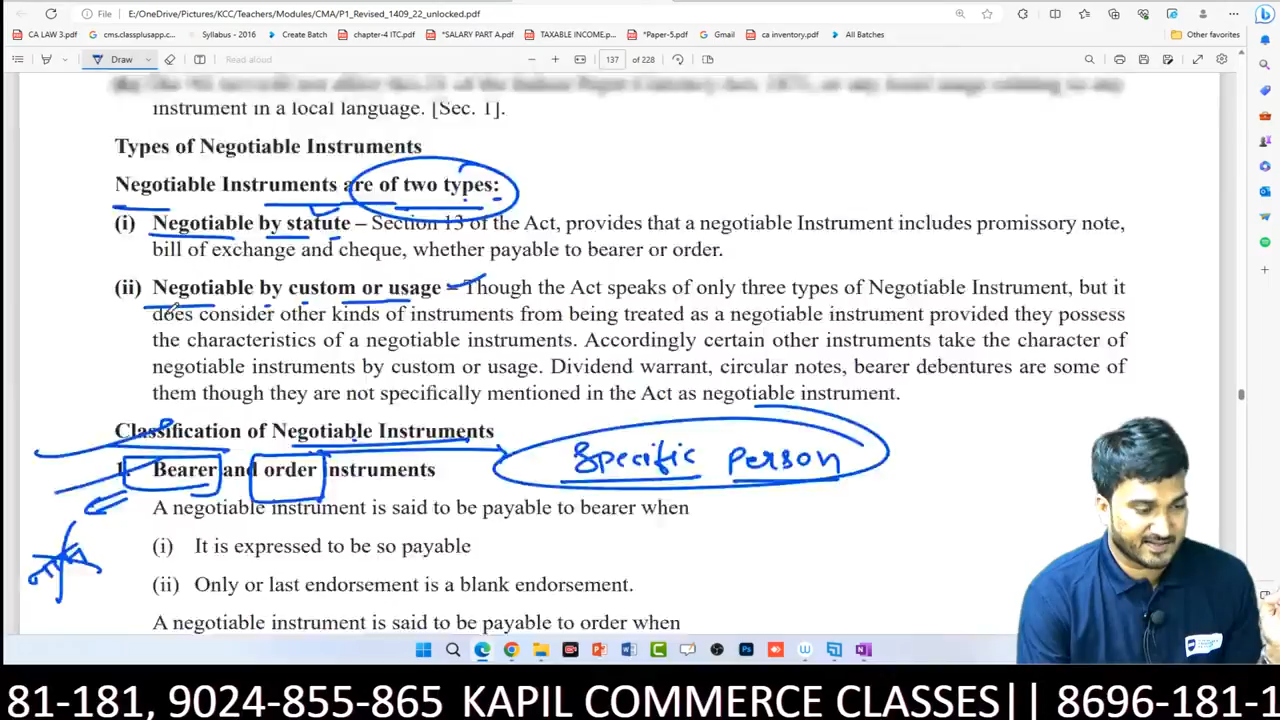 File E:/OneDrive/Pictures/KCC/Teachers/Modules/CMA/P1_Revised_1409_22_unlocked.pdf
CA LAW 3.pdf cms.classplusapp.c... Syllabus - 2016 Create Batch chapter-4 ITC.pdf *SALARY PART A.pdf TAXABLE INCOME.p... *Paper-5.pdf Gmail ca inventory.pdf All Batches Other favorites
Draw Read aloud 137 of 228
instrument in a local language. [Sec. 1].
Types of Negotiable Instruments
Negotiable Instruments are of two types:
(i) Negotiable by statute – Section 13 of the Act, provides that a negotiable Instrument includes promissory note,
bill of exchange and cheque, whether payable to bearer or order.
(ii) Negotiable by custom or usage – Though the Act speaks of only three types of Negotiable Instrument, but it
does consider other kinds of instruments from being treated as a negotiable instrument provided they possess
the characteristics of a negotiable instruments. Accordingly certain other instruments take the character of
negotiable instruments by custom or usage. Dividend warrant, circular notes, bearer debentures are some of
them though they are not specifically mentioned in the Act as negotiable instrument.
Classification of Negotiable Instruments
Specific Person
1. Bearer and order instruments
A negotiable instrument is said to be payable to bearer when
(i) It is expressed to be so payable
(ii) Only or last endorsement is a blank endorsement.
A negotiable instrument is said to be payable to order when
81-181, 9024-855-865 KAPIL COMMERCE CLASSES|| 8696-181-1